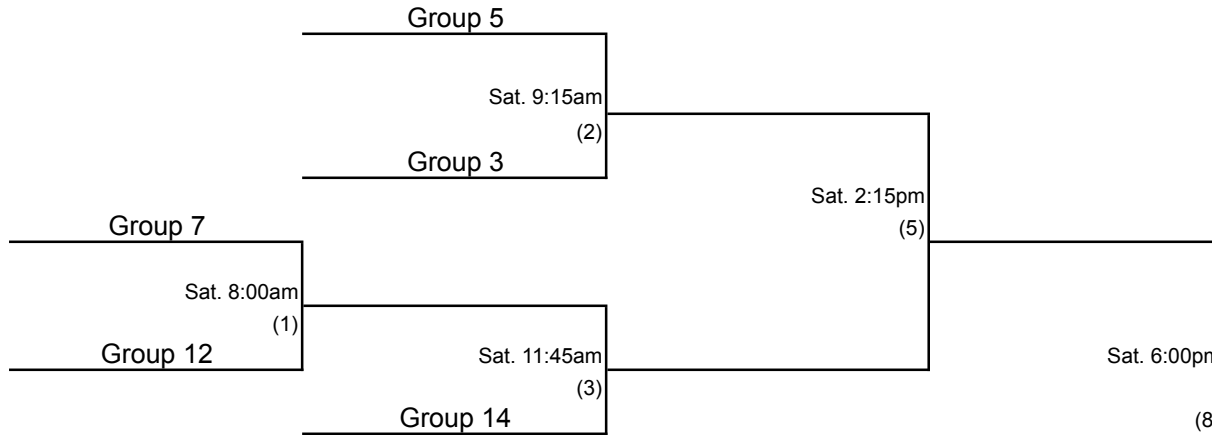 Group 5
Sat. 9:15am
(2)
Group 3
Sat. 2:15pm
(5)
Group 7
Sat. 8:00am
(1)
Group 12
Sat. 11:45am
(3)
Group 14
Sat. 6:00pm
(8